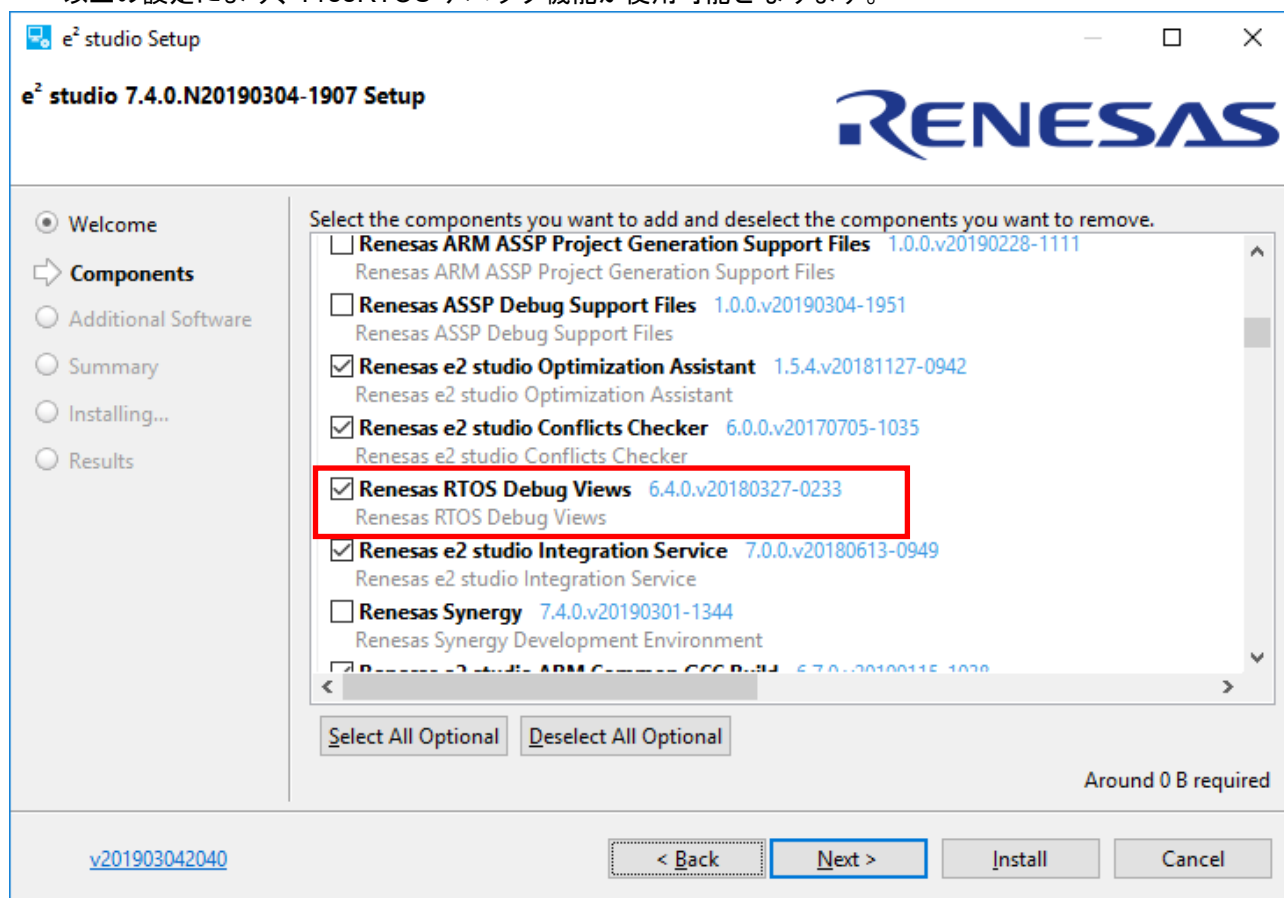 e² studio Setup
e² studio 7.4.0.N20190304-1907 Setup
RENESAS
Welcome
Components
Additional Software
Summary
Installing...
Results
Select the components you want to add and deselect the components you want to remove.
Renesas ARM ASSP Project Generation Support Files 1.0.0.v20190228-1111
Renesas ARM ASSP Project Generation Support Files
Renesas ASSP Debug Support Files 1.0.0.v20190304-1951
Renesas ASSP Debug Support Files
Renesas e2 studio Optimization Assistant 1.5.4.v20181127-0942
Renesas e2 studio Optimization Assistant
Renesas e2 studio Conflicts Checker 6.0.0.v20170705-1035
Renesas e2 studio Conflicts Checker
Renesas RTOS Debug Views 6.4.0.v20180327-0233
Renesas RTOS Debug Views
Renesas e2 studio Integration Service 7.0.0.v20180613-0949
Renesas e2 studio Integration Service
Renesas Synergy 7.4.0.v20190301-1344
Renesas Synergy Development Environment
Renesas e2 studio ARM Common GCC Build
Select All Optional Deselect All Optional
Around 0 B required
v201903042040
< Back Next > Install Cancel